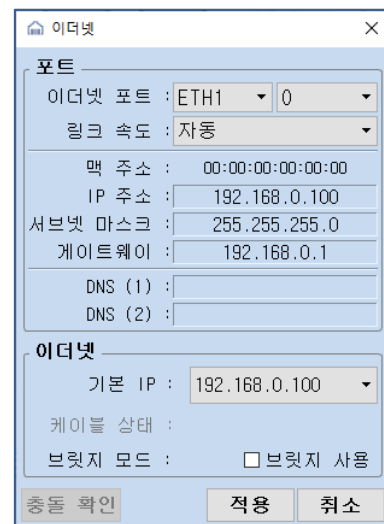 이더넷
포트
이더넷 포트 : ETH1 0
링크 속도 : 자동
맥 주소 : 00:00:00:00:00:00
IP 주소 : 192.168.0.100
서브넷 마스크 : 255.255.255.0
게이트웨이 : 192.168.0.1
DNS (1) :
DNS (2) :
이더넷
기본 IP : 192.168.0.100
케이블 상태 :
브릿지 모드 : 브릿지 사용
충돌 확인 적용 취소